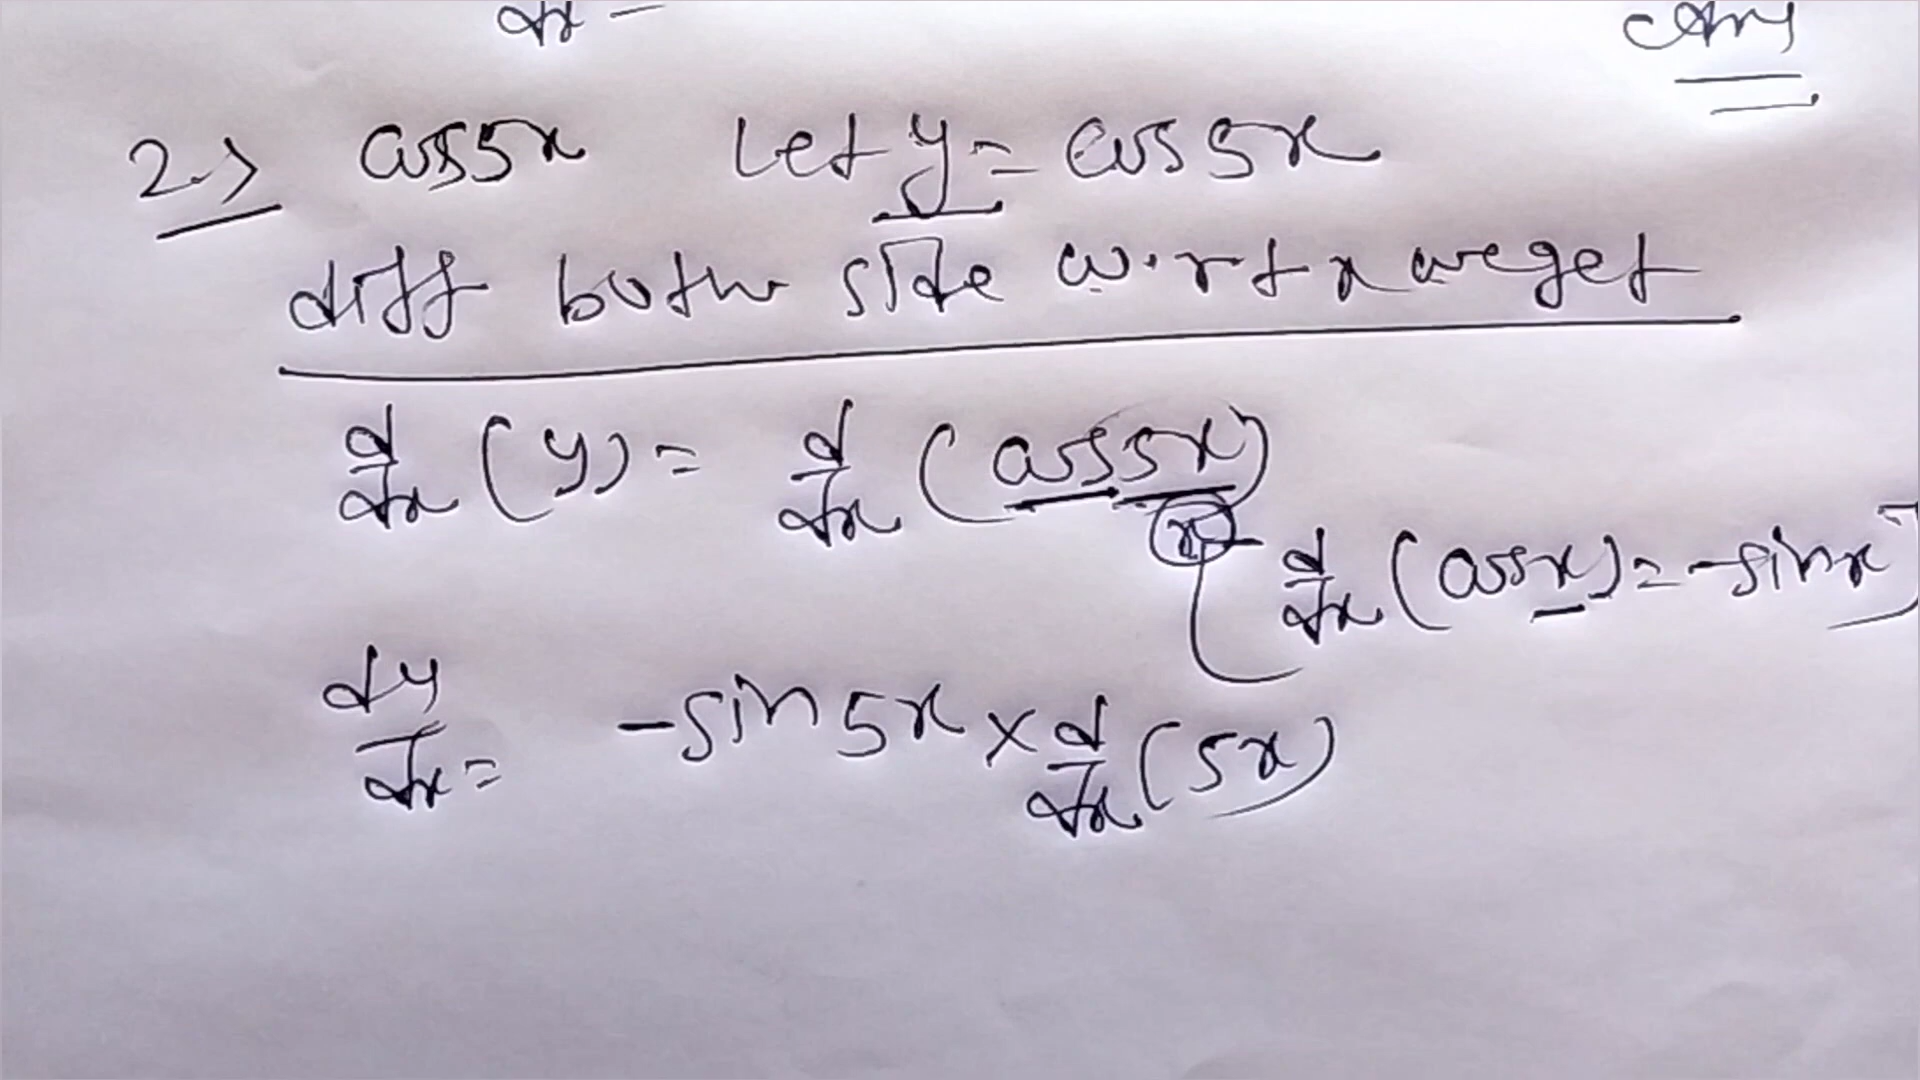 dx =
Ans
2.> cos5x Let y = cos5x
diff both side w.r.t x we get
d/dx (y) = d/dx (cos5x)
x [d/dx (cosx) = -sinx]
dy/dx = -sin5x × d/dx (5x)